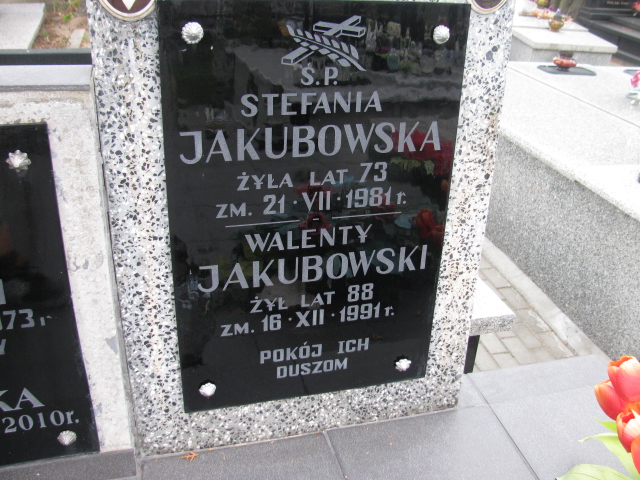 Ś.P.
STEFANIA
JAKUBOWSKA
ŻYŁA LAT 73
ZM. 21·VII·1981 r.
WALENTY
JAKUBOWSKI
ŻYŁ LAT 88
ZM. 16·XII·1991 r.
POKÓJ ICH
DUSZOM
2010r.